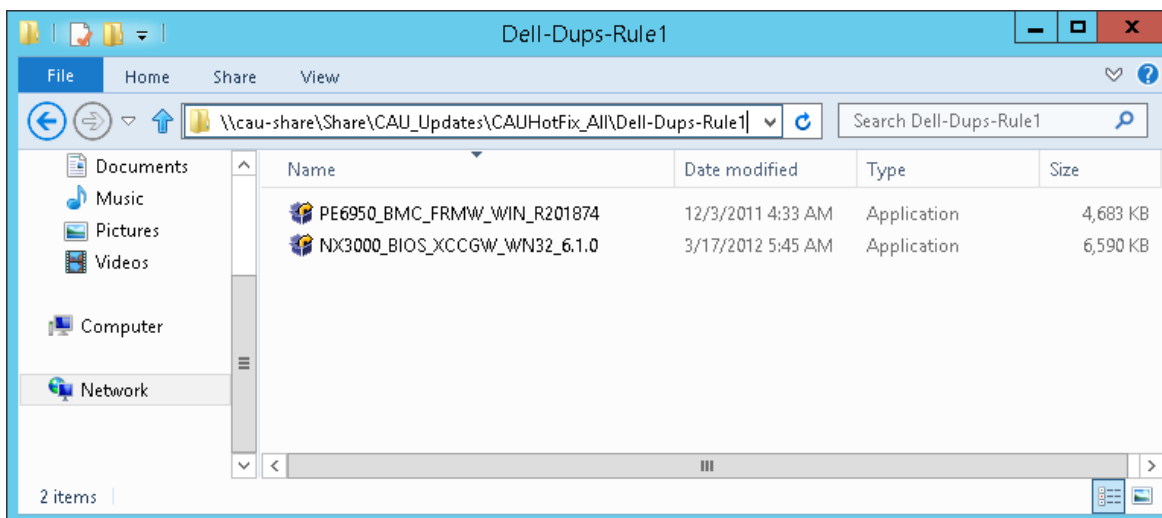 Dell-Dups-Rule1
File Home Share View
\\cau-share\Share\CAU_Updates\CAUHotFix_All\Dell-Dups-Rule1 Search Dell-Dups-Rule1
Documents
Music
Pictures
Videos
Computer
Network
Name Date modified Type Size
PE6950_BMC_FRMW_WIN_R201874 12/3/2011 4:33 AM Application 4,683 KB
NX3000_BIOS_XCCGW_WN32_6.1.0 3/17/2012 5:45 AM Application 6,590 KB
2 items